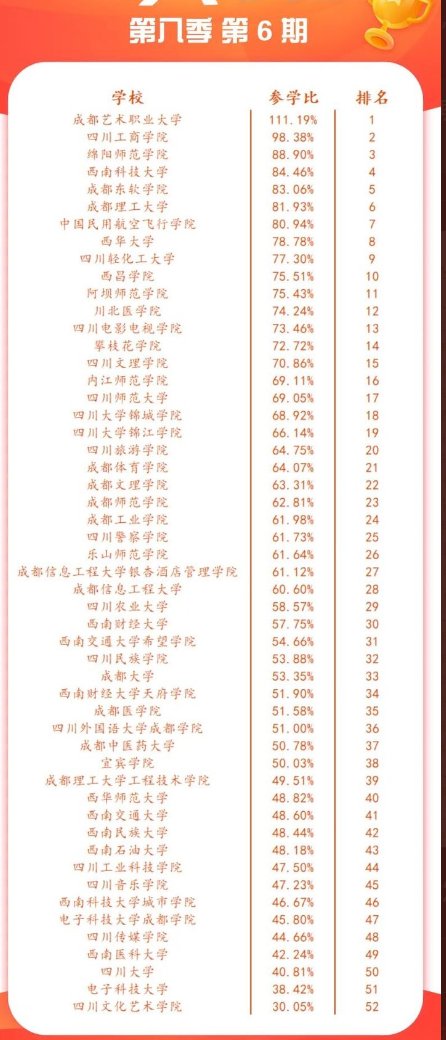 第八季 第 6 期
学校 参学比 排名
成都艺术职业大学 111.19% 1
四川工商学院 98.38% 2
绵阳师范学院 88.90% 3
西南科技大学 84.46% 4
成都东软学院 83.06% 5
成都理工大学 81.93% 6
中国民用航空飞行学院 80.94% 7
西华大学 78.78% 8
四川轻化工大学 77.30% 9
西昌学院 75.51% 10
阿坝师范学院 75.43% 11
川北医学院 74.24% 12
四川电影电视学院 73.46% 13
攀枝花学院 72.72% 14
四川文理学院 70.86% 15
内江师范学院 69.11% 16
四川师范大学 69.05% 17
四川大学锦城学院 68.92% 18
四川大学锦江学院 66.14% 19
四川旅游学院 64.75% 20
成都体育学院 64.07% 21
成都文理学院 63.31% 22
成都师范学院 62.81% 23
成都工业学院 61.98% 24
四川警察学院 61.73% 25
乐山师范学院 61.64% 26
成都信息工程大学银杏酒店管理学院 61.12% 27
成都信息工程大学 60.60% 28
四川农业大学 58.57% 29
西南财经大学 57.75% 30
西南交通大学希望学院 54.66% 31
四川民族学院 53.88% 32
成都大学 53.35% 33
西南财经大学天府学院 51.90% 34
成都医学院 51.58% 35
四川外国语大学成都学院 51.00% 36
成都中医药大学 50.78% 37
宜宾学院 50.03% 38
成都理工大学工程技术学院 49.51% 39
西华师范大学 48.82% 40
西南交通大学 48.60% 41
西南民族大学 48.44% 42
西南石油大学 48.18% 43
四川工业科技学院 47.50% 44
四川音乐学院 47.23% 45
西南科技大学城市学院 46.67% 46
电子科技大学成都学院 45.80% 47
四川传媒学院 44.66% 48
西南医科大学 42.24% 49
四川大学 40.81% 50
电子科技大学 38.42% 51
四川文化艺术学院 30.05% 52